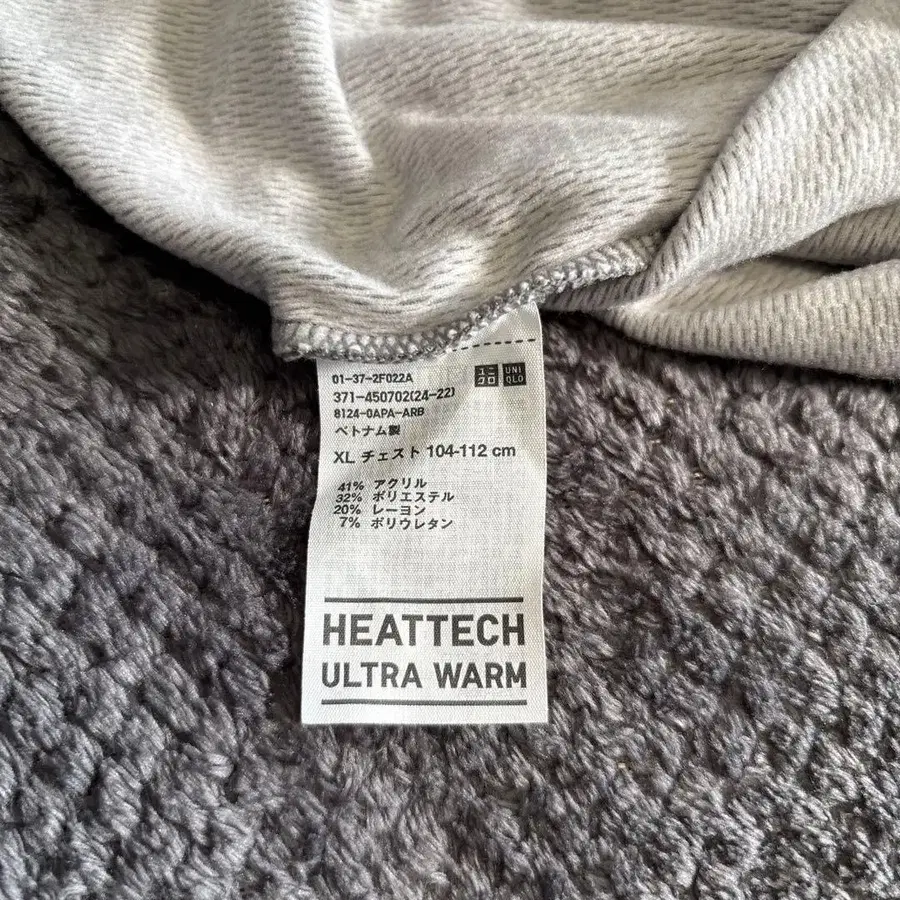 01-37-2F022A
ユニクロ UNIQLO
371-450702(24-22)
8124-0APA-ARB
ベトナム製
XL チェスト 104-112 cm
41% アクリル
32% ポリエステル
20% レーヨン
7% ポリウレタン
HEATTECH
ULTRA WARM